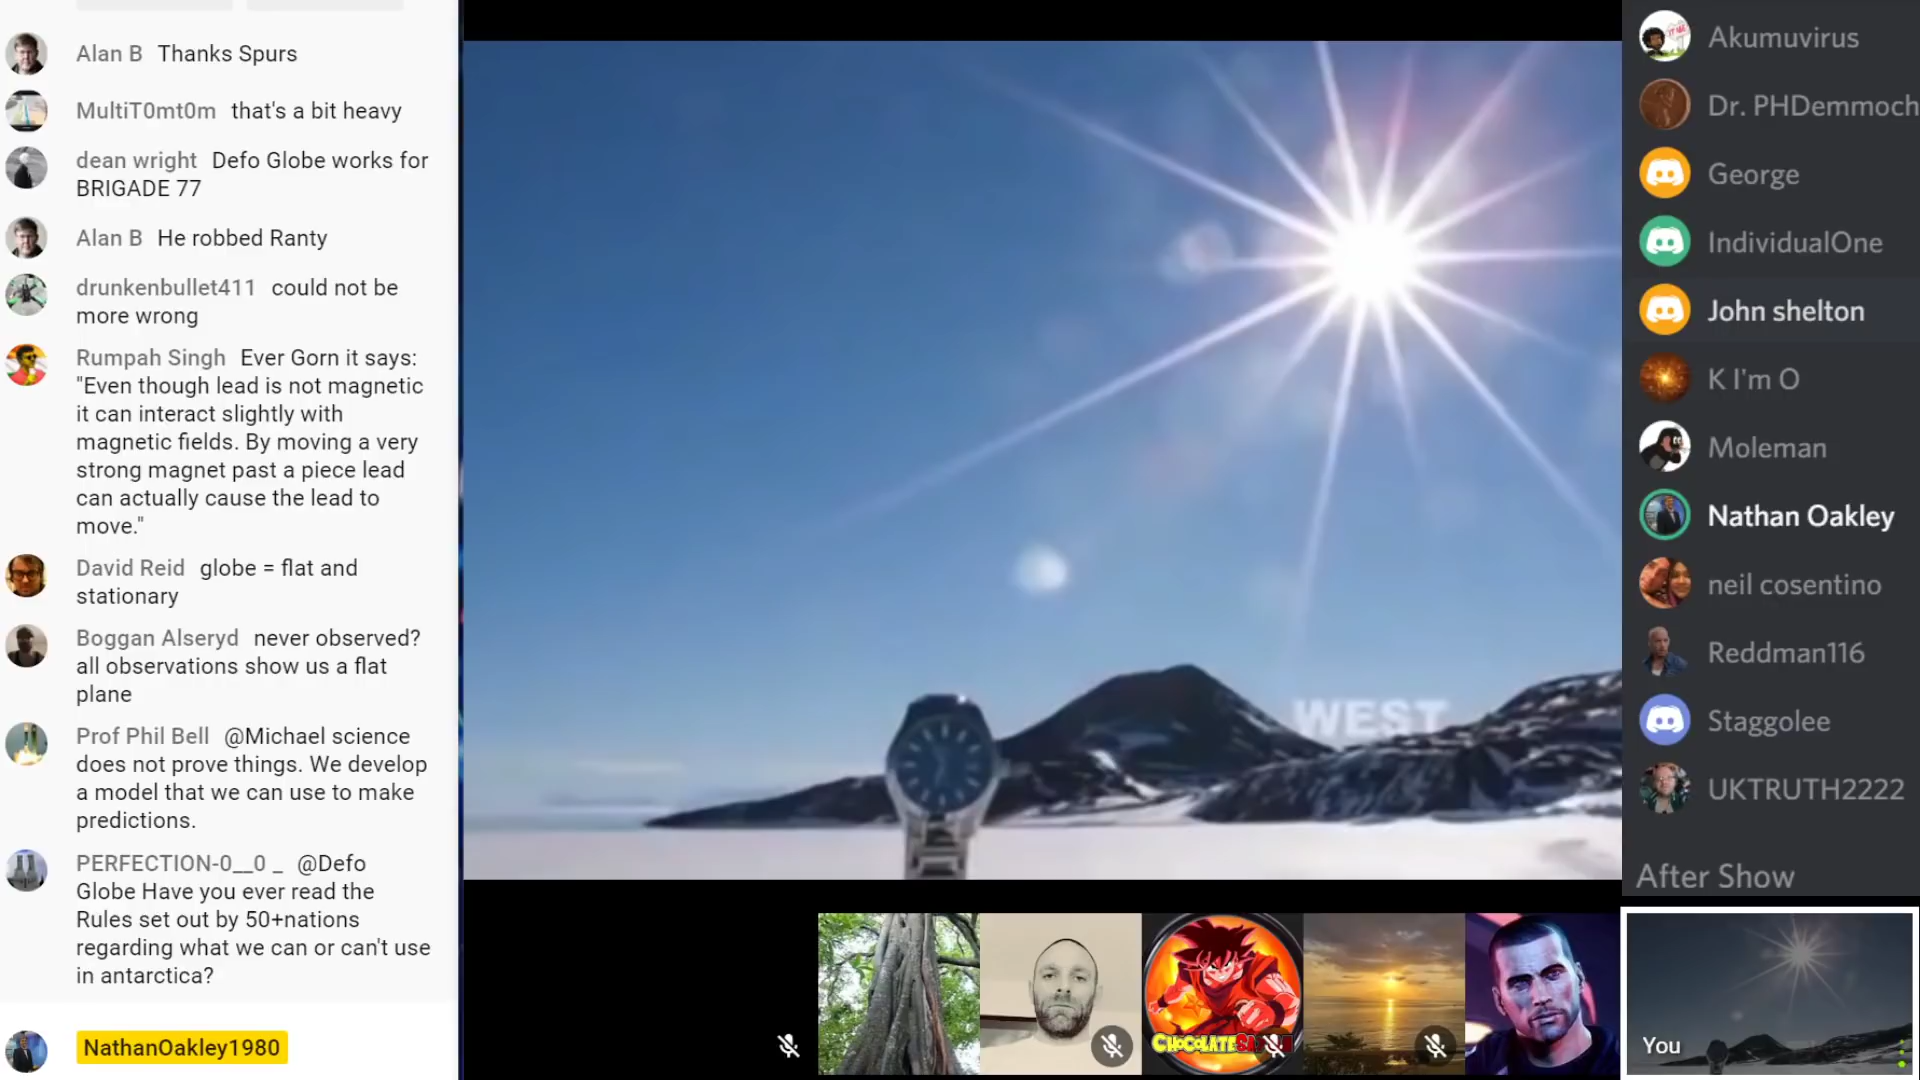 Alan B Thanks Spurs
MultiT0mt0m that's a bit heavy
dean wright Defo Globe works for
BRIGADE 77
Alan B He robbed Ranty
drunkenbullet411 could not be
more wrong
Rumpah Singh Ever Gorn it says:
"Even though lead is not magnetic
it can interact slightly with
magnetic fields. By moving a very
strong magnet past a piece lead
can actually cause the lead to
move."
David Reid globe = flat and
stationary
Boggan Alseryd never observed?
all observations show us a flat
plane
Prof Phil Bell @Michael science
does not prove things. We develop
a model that we can use to make
predictions.
PERFECTION-0__0 _ @Defo
Globe Have you ever read the
Rules set out by 50+nations
regarding what we can or can't use
in antarctica?
NathanOakley1980
WEST
Akumuvirus
Dr. PHDemmoch
George
IndividualOne
John shelton
K I'm O
Moleman
Nathan Oakley
neil cosentino
Reddman116
Staggolee
UKTRUTH2222
After Show
You